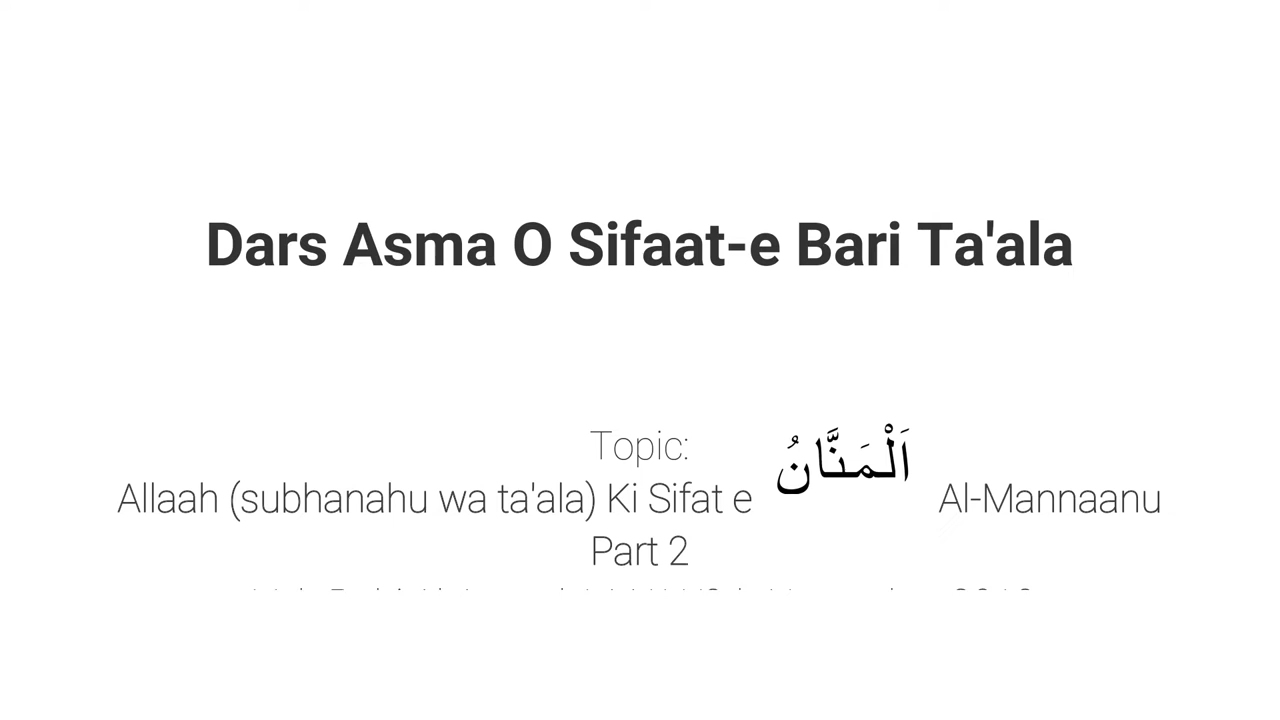 Dars Asma O Sifaat-e Bari Ta'ala
Topic:
Allaah (subhanahu wa ta'ala) Ki Sifat e اَلْمَنَّانُ Al-Mannaanu
Part 2